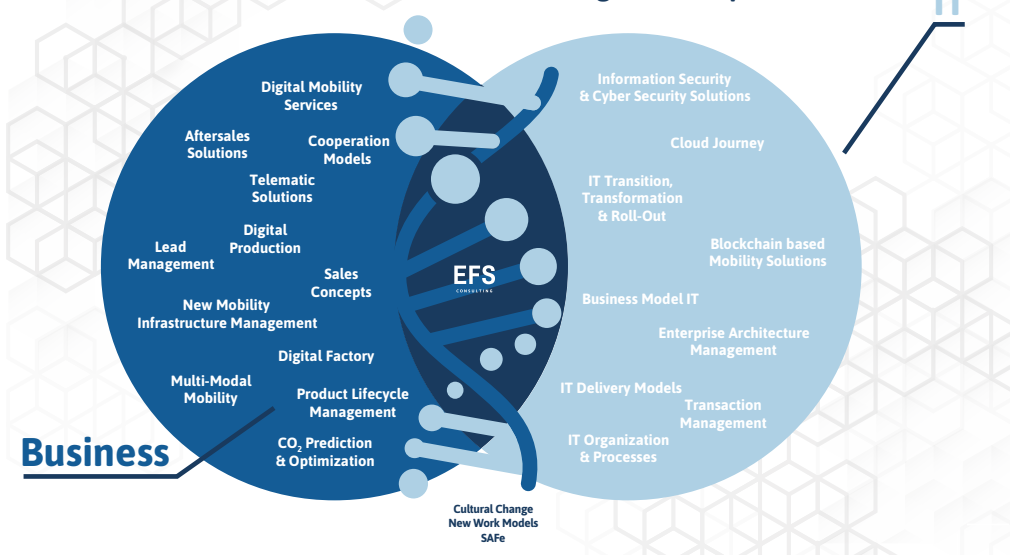 IT
Digital Mobility
Services
Aftersales
Solutions
Cooperation
Models
Telematic
Solutions
Digital
Production
Lead
Management
Sales
Concepts
New Mobility
Infrastructure Management
Digital Factory
Multi-Modal
Mobility
Product Lifecycle
Management
CO₂ Prediction
& Optimization
Business
EFS
CONSULTING
Information Security
& Cyber Security Solutions
Cloud Journey
IT Transition,
Transformation
& Roll-Out
Blockchain based
Mobility Solutions
Business Model IT
Enterprise Architecture
Management
IT Delivery Models
Transaction
Management
IT Organization
& Processes
Cultural Change
New Work Models
SAFe